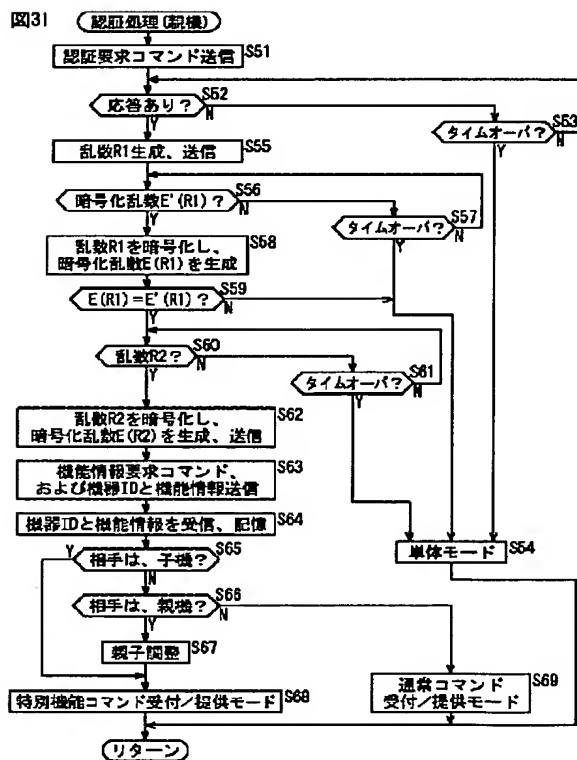 図31
認証処理(親機)
認証要求コマンド送信
S51
応答あり?
S52
Y
N
タイムオーバ?
S53
Y
N
乱数R1生成、送信
S55
暗号化乱数E'(R1)?
S56
Y
N
タイムオーバ?
S57
Y
N
乱数R1を暗号化し、
暗号化乱数E(R1)を生成
S58
E(R1)=E'(R1)?
S59
Y
N
乱数R2?
S60
Y
N
タイムオーバ?
S61
Y
N
乱数R2を暗号化し、
暗号化乱数E(R2)を生成、送信
S62
機能情報要求コマンド、
および機器IDと機能情報送信
S63
機器IDと機能情報を受信、記憶
S64
単体モード
S54
相手は、子機?
S65
Y
N
相手は、親機?
S66
Y
N
親子調整
S67
特別機能コマンド受付/提供モード
S68
通常コマンド
受付/提供モード
S69
リターン